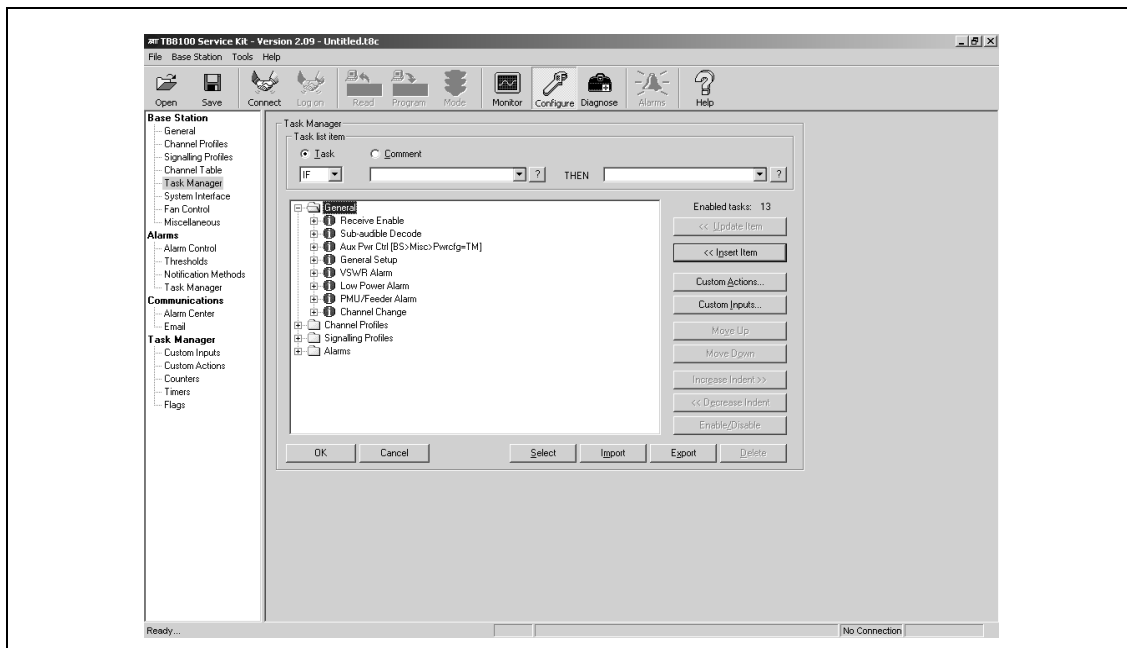 TB8100 Service Kit - Version 2.09 - Untitled.t8c
File Base Station Tools Help
Open Save Connect Log on Read Program Mode Monitor Configure Diagnose Alarms Help
Base Station
General
Channel Profiles
Signalling Profiles
Channel Table
Task Manager
System Interface
Fan Control
Miscellaneous
Alarms
Alarm Control
Thresholds
Notification Methods
Task Manager
Communications
Alarm Center
Email
Task Manager
Custom Inputs
Custom Actions
Counters
Timers
Flags
Task Manager
Task list item
Task Comment
IF ? THEN ?
General
Receive Enable
Sub-audible Decode
Aux Pwr Ctrl [BS>Misc>Pwrcfg=TM]
General Setup
VSWR Alarm
Low Power Alarm
PMU/Feeder Alarm
Channel Change
Channel Profiles
Signalling Profiles
Alarms
Enabled tasks: 13
<< Update Item
<< Insert Item
Custom Actions...
Custom Inputs...
Move Up
Move Down
Increase Indent >>
<< Decrease Indent
Enable/Disable
OK Cancel Select Import Export Delete
Ready... No Connection